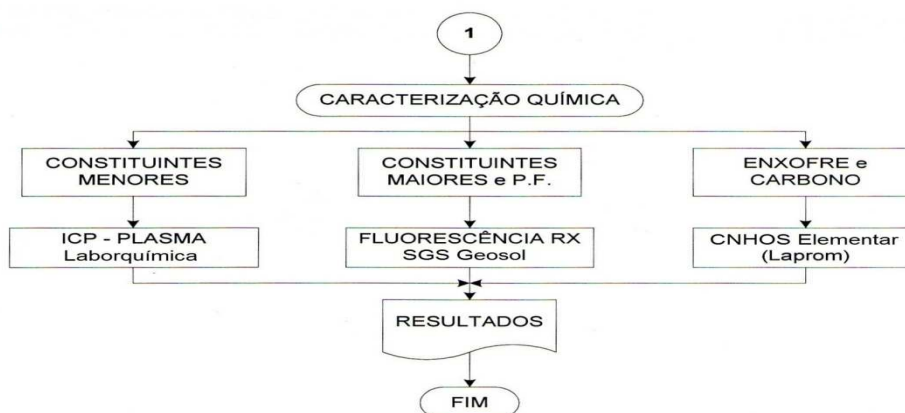 1
CARACTERIZAÇÃO QUÍMICA
CONSTITUINTES
MENORES
CONSTITUINTES
MAIORES e P.F.
ENXOFRE e
CARBONO
ICP - PLASMA
Laborquímica
FLUORESCÊNCIA RX
SGS Geosol
CNHOS Elementar
(Laprom)
RESULTADOS
FIM